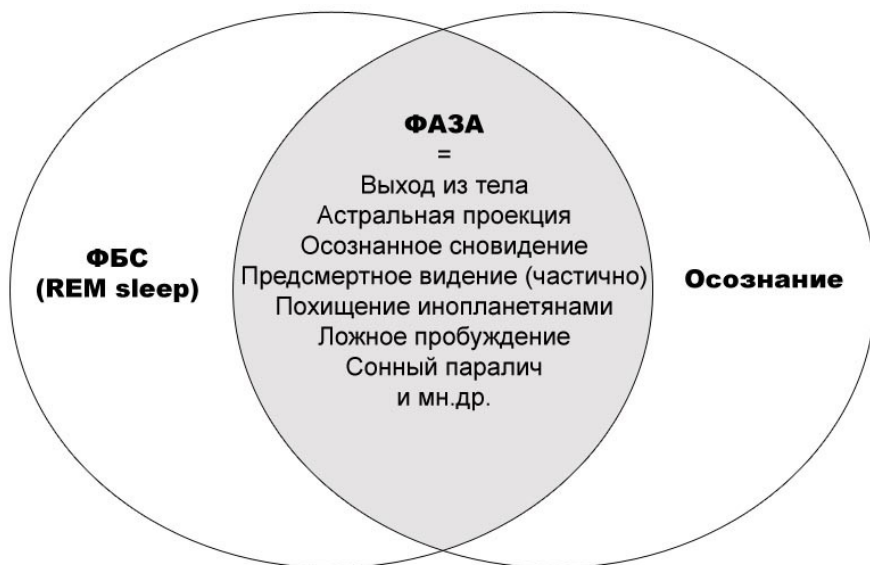 ФАЗА
=
Выход из тела
Астральная проекция
Осознанное сновидение
Предсмертное видение (частично)
Похищение инопланетянами
Ложное пробуждение
Сонный паралич
и мн.др.
ФБС
(REM sleep)
Осознание